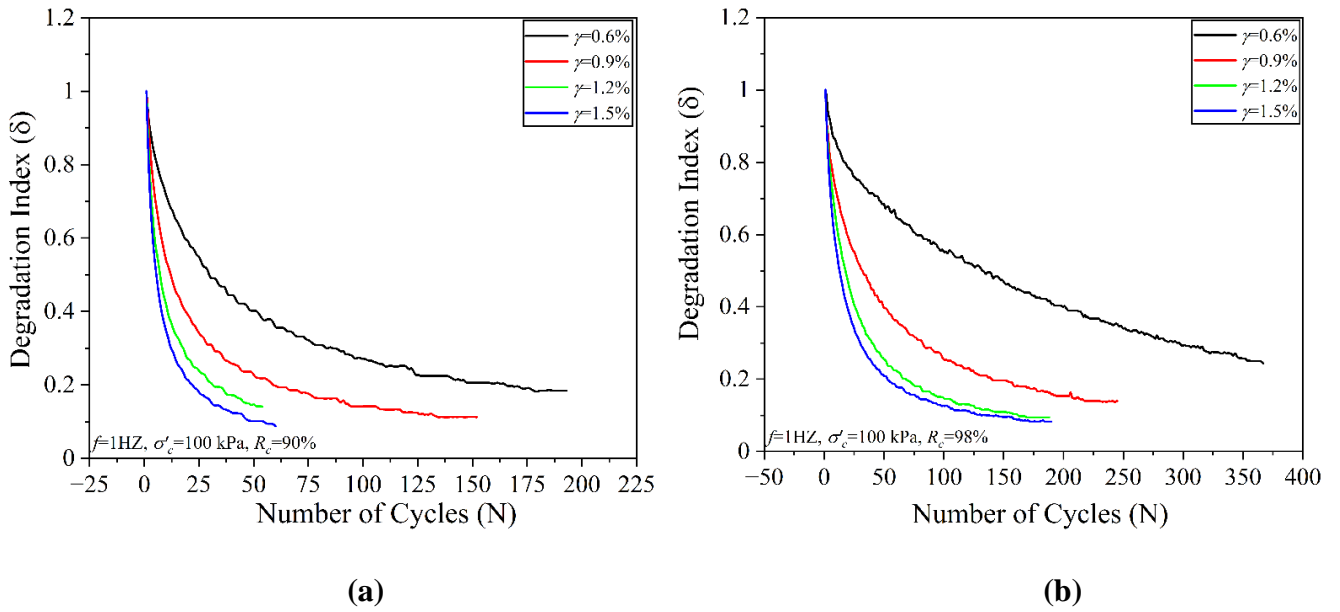 1.2
1
0.8
0.6
0.4
0.2
0
Degradation Index (δ)
γ=0.6%
γ=0.9%
γ=1.2%
γ=1.5%
f=1HZ, σ'c=100 kPa, Rc=90%
−25 0 25 50 75 100 125 150 175 200 225
Number of Cycles (N)
(a)
1.2
1
0.8
0.6
0.4
0.2
0
Degradation Index (δ)
γ=0.6%
γ=0.9%
γ=1.2%
γ=1.5%
f=1HZ, σ'c=100 kPa, Rc=98%
−50 0 50 100 150 200 250 300 350 400
Number of Cycles (N)
(b)